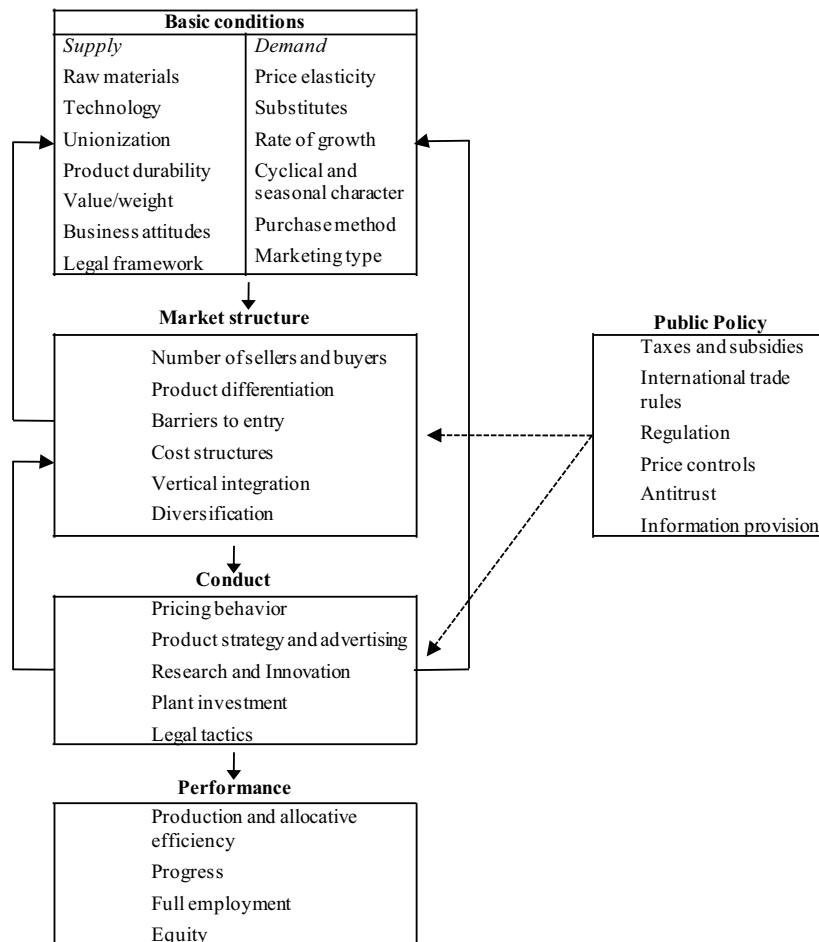 Basic conditions
Supply
Raw materials
Technology
Unionization
Product durability
Value/weight
Business attitudes
Legal framework
Demand
Price elasticity
Substitutes
Rate of growth
Cyclical and
seasonal character
Purchase method
Marketing type
Market structure
Number of sellers and buyers
Product differentiation
Barriers to entry
Cost structures
Vertical integration
Diversification
Public Policy
Taxes and subsidies
International trade
rules
Regulation
Price controls
Antitrust
Information provision
Conduct
Pricing behavior
Product strategy and advertising
Research and Innovation
Plant investment
Legal tactics
Performance
Production and allocative
efficiency
Progress
Full employment
Equity